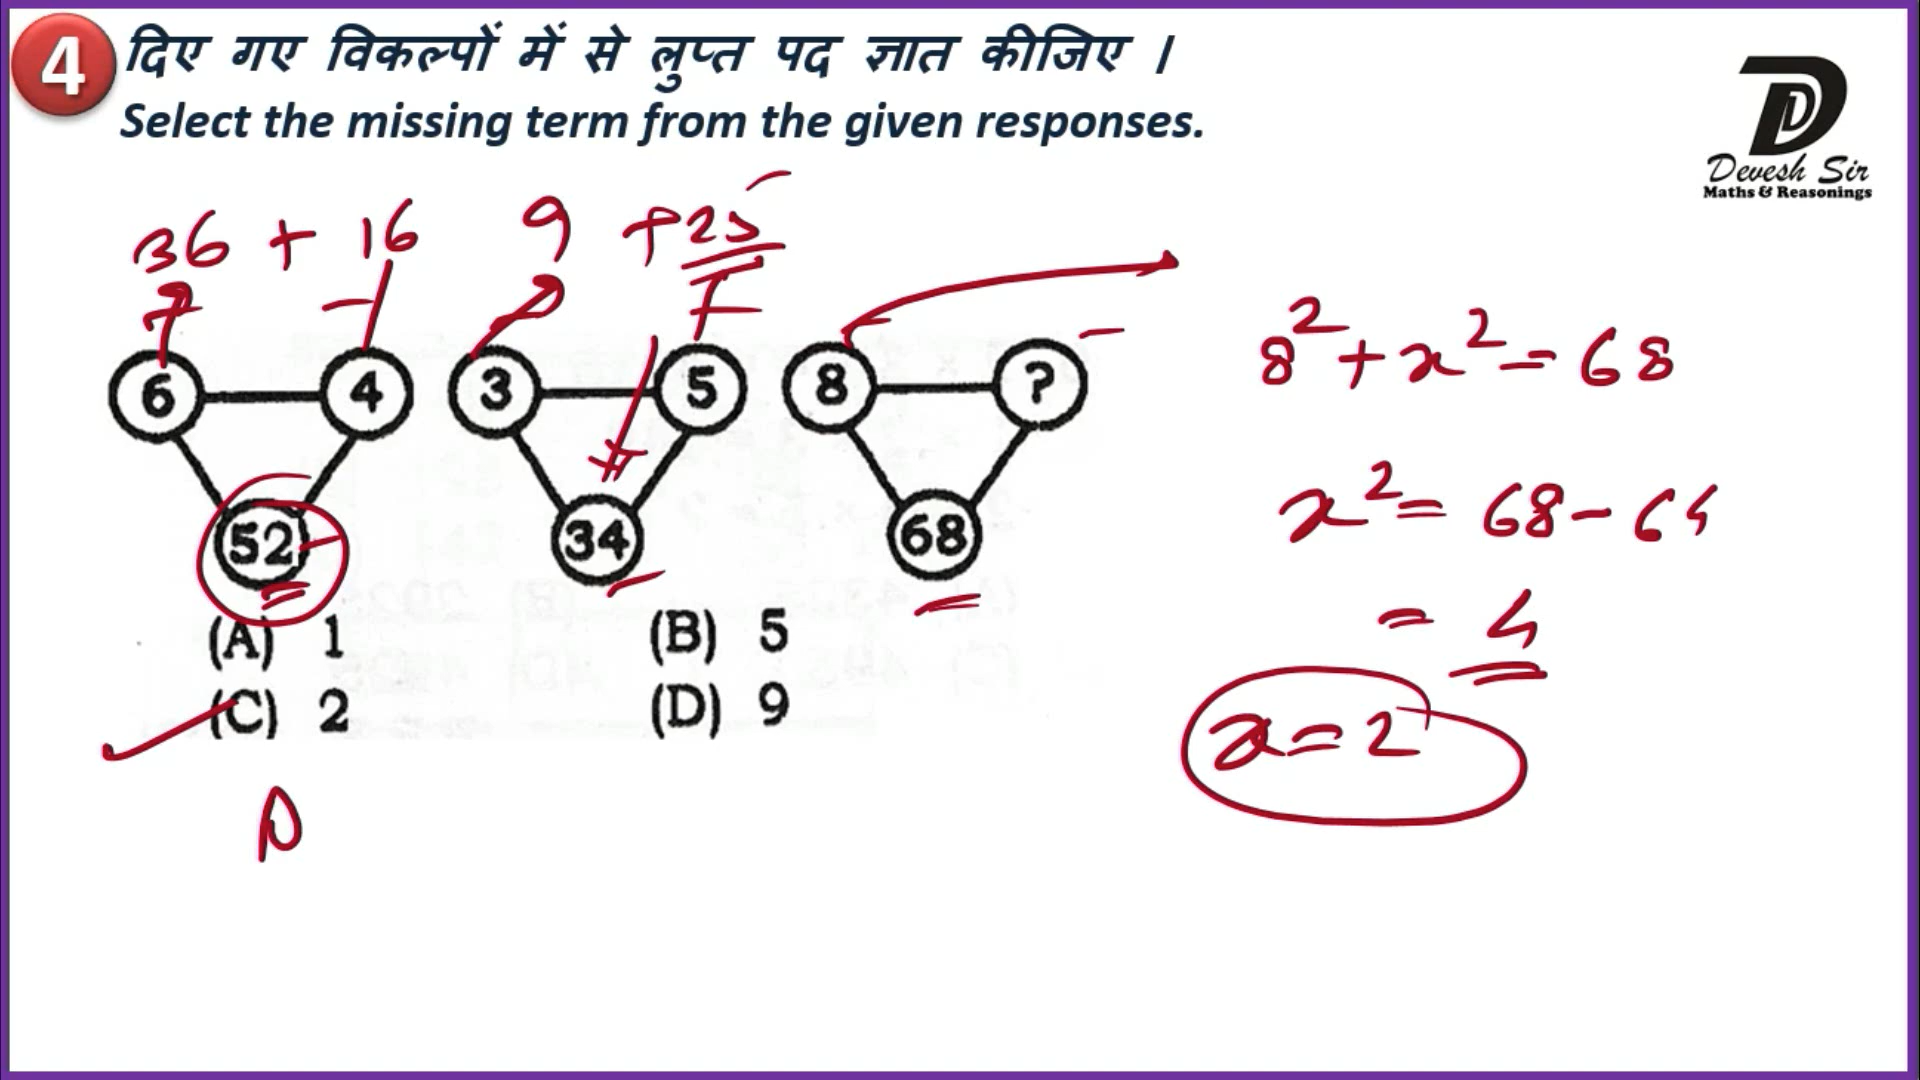 4 दिए गए विकल्पों में से लुप्त पद ज्ञात कीजिए ।
Select the missing term from the given responses.
D
Devesh Sir
Maths & Reasonings
36 + 16 9 + 25
6 4 3 5 8 ?
8² + x² = 68
52 34 68
x² = 68 - 64
= 4
(A) 1 (B) 5
(C) 2 (D) 9
x = 2